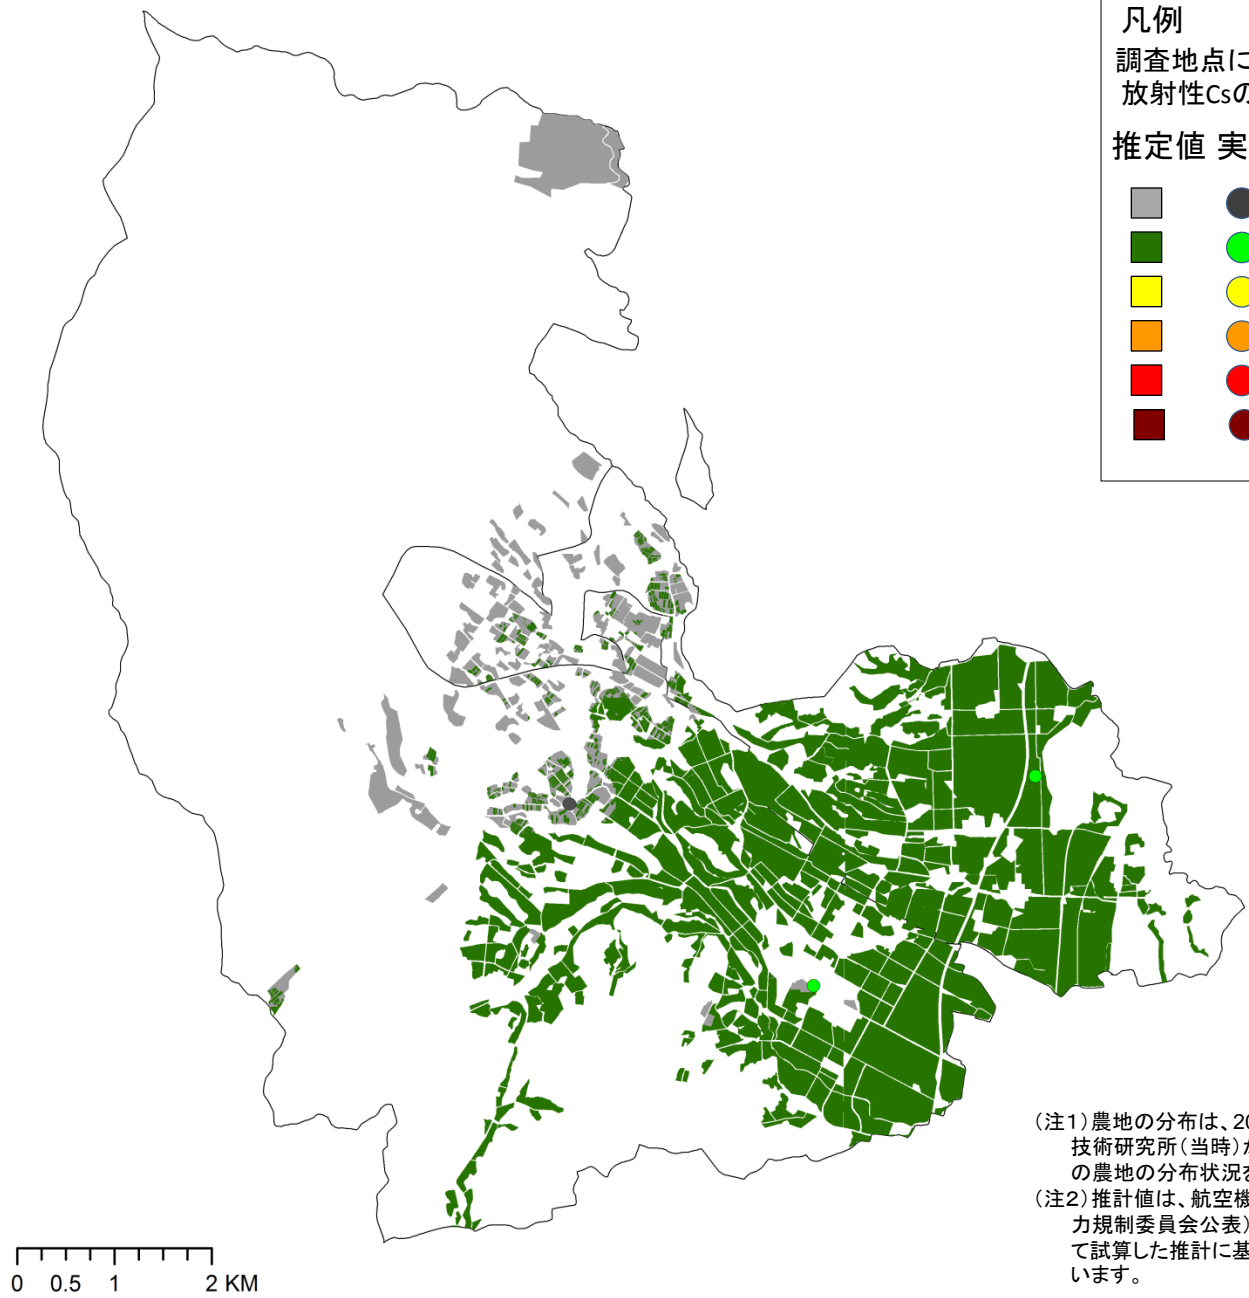 凡例
調査地点に
放射性Csの
推定値 実
(注1)農地の分布は、20
技術研究所(当時)が
の農地の分布状況を
(注2)推計値は、航空機
力規制委員会公表)
て試算した推計に基
います。
0 0.5 1 2 KM